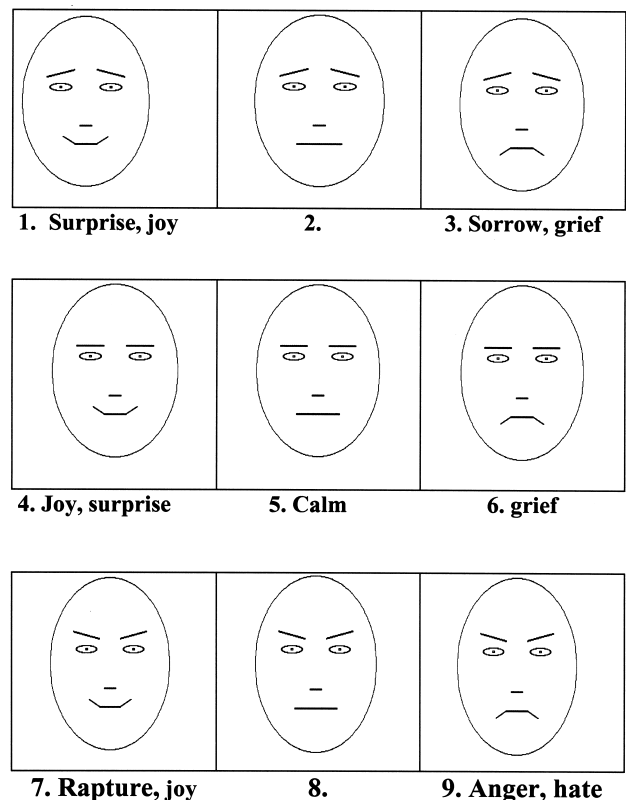 1. Surprise, joy
2.
3. Sorrow, grief
4. Joy, surprise
5. Calm
6. grief
7. Rapture, joy
8.
9. Anger, hate